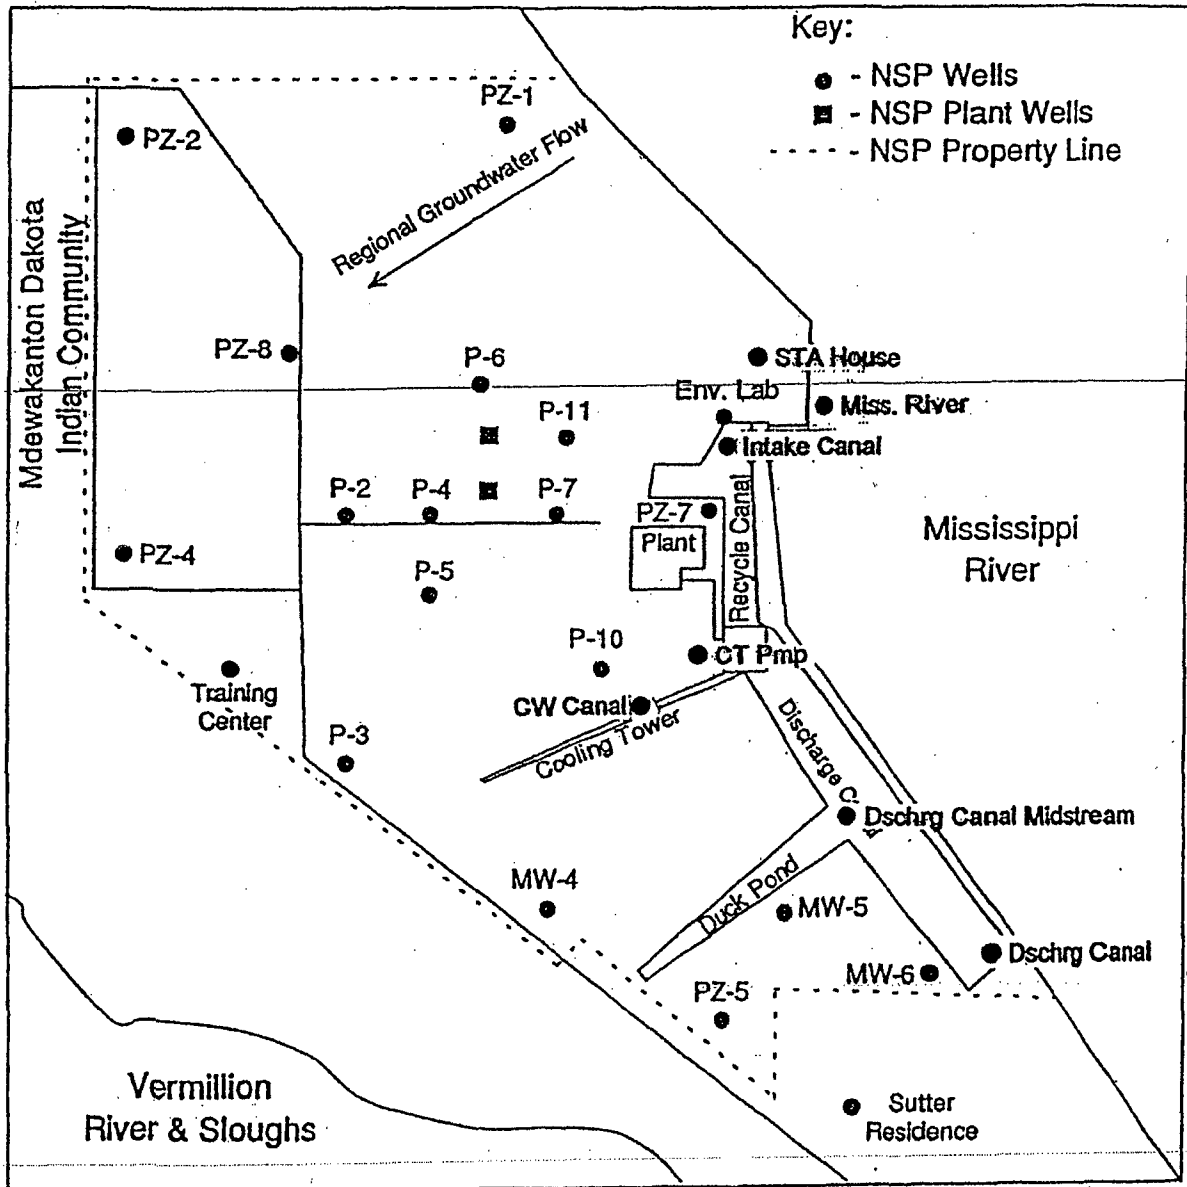 Key:
- NSP Wells
- NSP Plant Wells
- NSP Property Line
PZ-1
PZ-2
Regional Groundwater Flow
Mdewakanton Dakota
Indian Community
PZ-8
P-6
STA House
Env. Lab
Miss. River
P-11
Intake Canal
P-2
P-4
P-7
PZ-7
Plant
Recycle Canal
Mississippi
River
PZ-4
P-5
P-10
CT Pmp
Training
Center
CW Canal
Cooling Tower
P-3
Discharge
Dschrg Canal Midstream
MW-4
Duck Pond
MW-5
Dschrg Canal
MW-6
PZ-5
Vermillion
River & Sloughs
Sutter
Residence